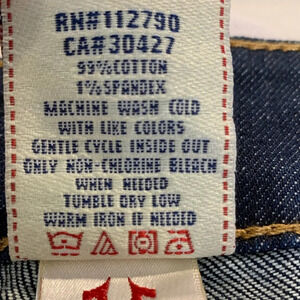 RN#112790
CA#30427
99%COTTON
1%SPANDEX
MACHINE WASH COLD
WITH LIKE COLORS
GENTLE CYCLE INSIDE OUT
ONLY NON-CHLORINE BLEACH
WHEN NEEDED
TUMBLE DRY LOW
WARM IRON IF NEEDED